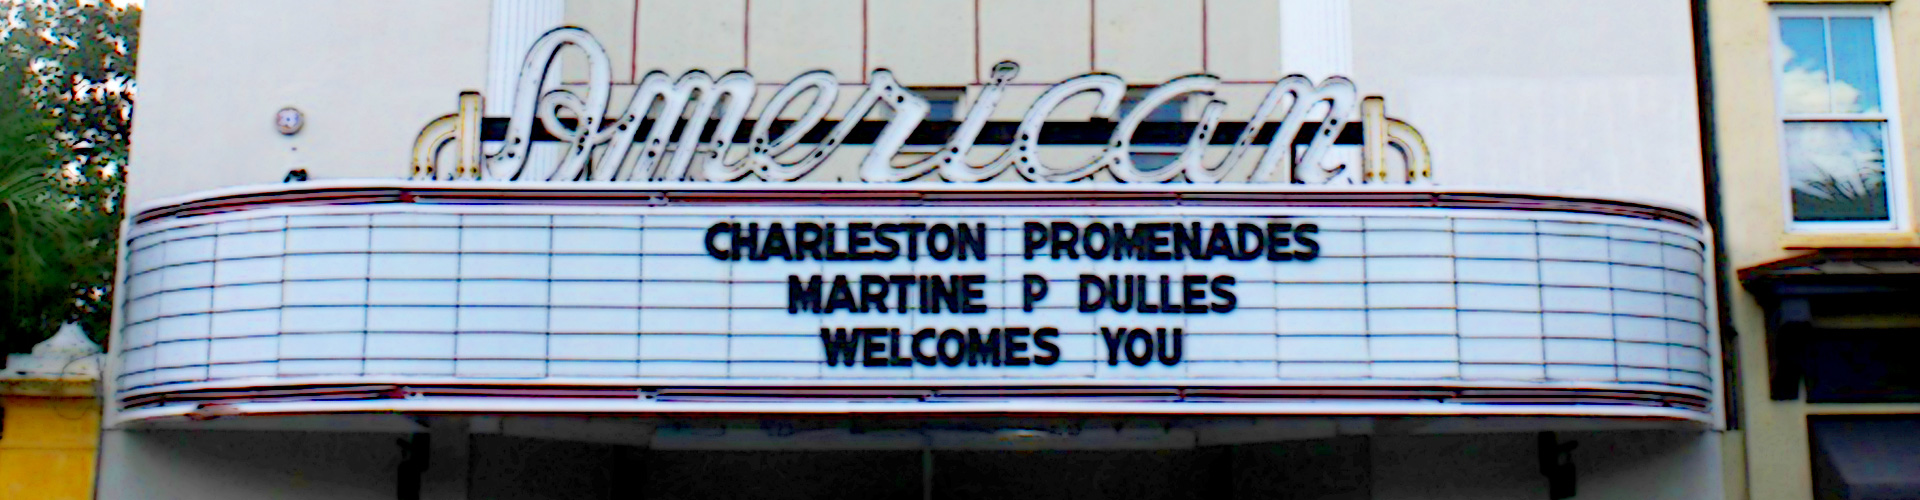 American
CHARLESTON PROMENADES
MARTINE P DULLES
WELCOMES YOU